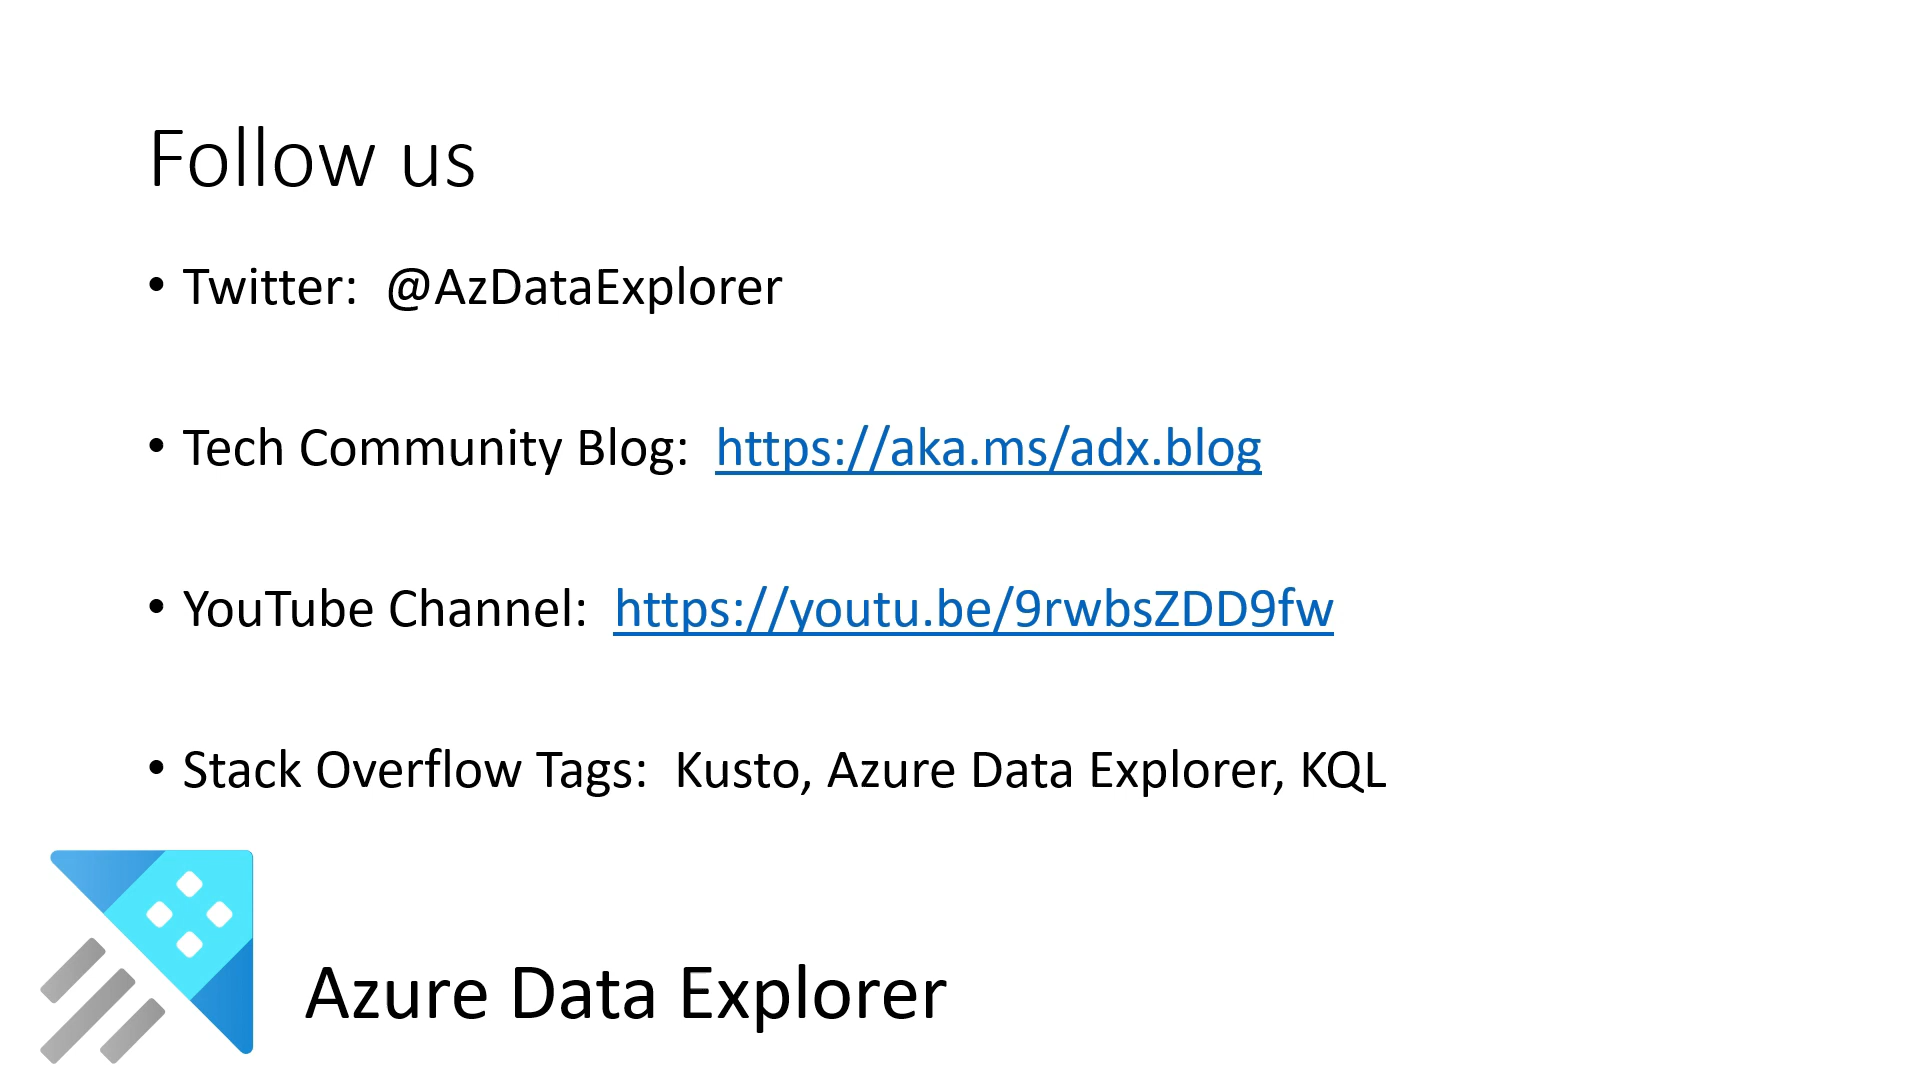 Follow us
• Twitter: @AzDataExplorer
• Tech Community Blog: https://aka.ms/adx.blog
• YouTube Channel: https://youtu.be/9rwbsZDD9fw
• Stack Overflow Tags: Kusto, Azure Data Explorer, KQL
Azure Data Explorer